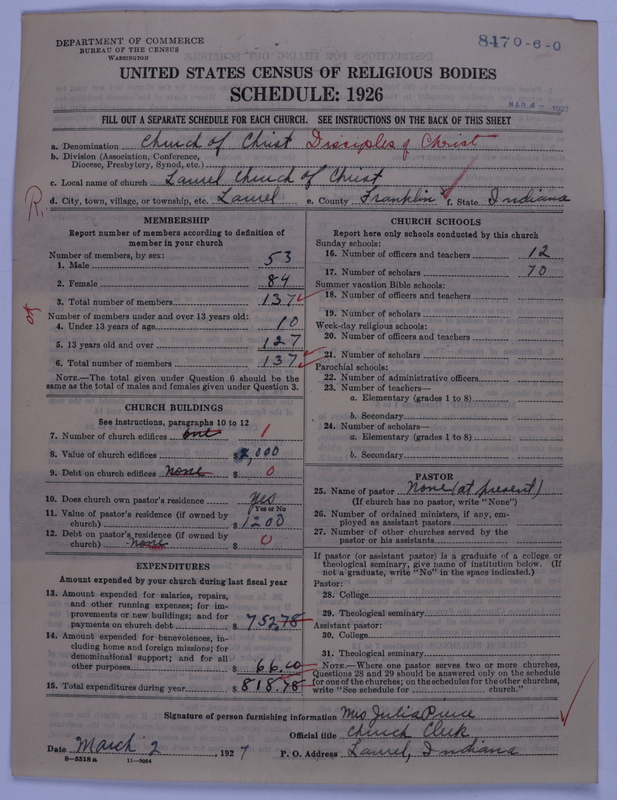 DEPARTMENT OF COMMERCE
BUREAU OF THE CENSUS
WASHINGTON
8470-6-0
UNITED STATES CENSUS OF RELIGIOUS BODIES
SCHEDULE: 1926
MAR 4 - 1927
FILL OUT A SEPARATE SCHEDULE FOR EACH CHURCH. SEE INSTRUCTIONS ON THE BACK OF THIS SHEET
a. Denomination Church of Christ Disciples of Christ
b. Division (Association, Conference, Diocese, Presbytery, Synod, etc.)
c. Local name of church Laurel Church of Christ
d. City, town, village, or township, etc. Laurel e. County Franklin f. State Indiana
R.
MEMBERSHIP
Report number of members according to definition of
member in your church
Number of members, by sex:
1. Male 53
2. Female 84
3. Total number of members 137
Number of members under and over 13 years old:
4. Under 13 years of age 10
5. 13 years old and over 127
6. Total number of members 137
NOTE.—The total given under Question 6 should be
same as the total of males and females given under Question 3.
CHURCH BUILDINGS
See instructions, paragraphs 10 to 12
7. Number of church edifices one 1
8. Value of church edifices $ ,000
9. Debt on church edifices none $ 0
10. Does church own pastor's residence yes
Yes or No
11. Value of pastor's residence (if owned by
church) $ 1200
12. Debt on pastor's residence (if owned by
church) none $ 0
EXPENDITURES
Amount expended by your church during last fiscal year
13. Amount expended for salaries, repairs,
and other running expenses; for im-
provements or new buildings; and for
payments on church debt $ 752.78
14. Amount expended for benevolences, in-
cluding home and foreign missions; for
denominational support; and for all
other purposes $ 66.00
15. Total expenditures during year $ 818.78
CHURCH SCHOOLS
Report here only schools conducted by this church
Sunday schools:
16. Number of officers and teachers 12
17. Number of scholars 70
Summer vacation Bible schools:
18. Number of officers and teachers
19. Number of scholars
Week-day religious schools:
20. Number of officers and teachers
21. Number of scholars
Parochial schools:
22. Number of administrative officers
23. Number of teachers—
a. Elementary (grades 1 to 8)
b. Secondary
24. Number of scholars—
a. Elementary (grades 1 to 8)
b. Secondary
PASTOR
25. Name of pastor None (at present)
(If church has no pastor, write "None")
26. Number of ordained ministers, if any, em-
ployed as assistant pastors
27. Number of other churches served by the
pastor or his assistants
If pastor (or assistant pastor) is a graduate of a college or
theological seminary, give name of institution below. (If
not a graduate, write "No" in the space indicated.)
Pastor:
28. College
29. Theological seminary
Assistant pastor:
30. College
31. Theological seminary
NOTE.—Where one pastor serves two or more churches,
Questions 28 and 29 should be answered only on the schedule
for one of the churches; on the schedules for the other churches,
write "See schedule for church."
Signature of person furnishing information Mrs Julia Pierce
Official title Church Clerk
Date March 2 1927 P. O. Address Laurel, Indiana
8—5518a 11—9054